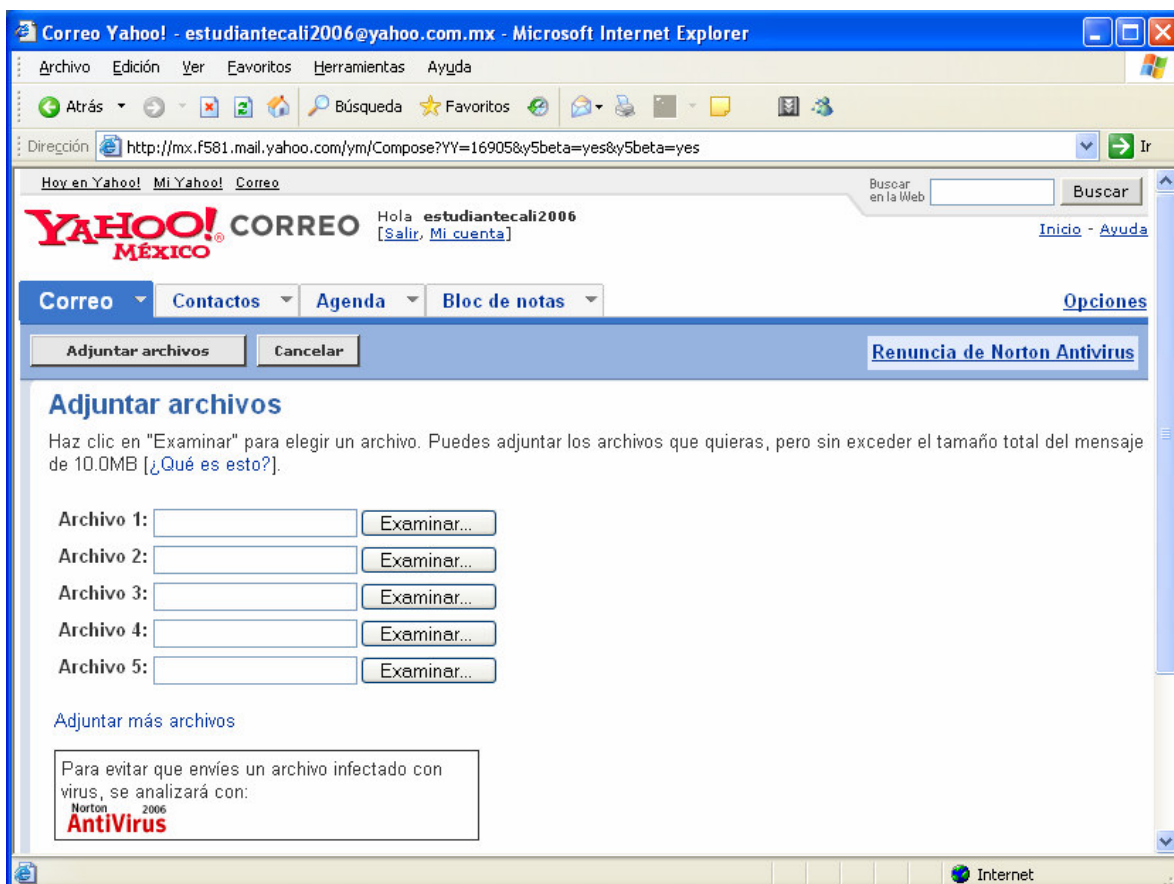 Correo Yahoo! - estudiantecali2006@yahoo.com.mx - Microsoft Internet Explorer
Archivo Edición Ver Favoritos Herramientas Ayuda
Atrás Búsqueda Favoritos
Dirección http://mx.f581.mail.yahoo.com/ym/Compose?YY=16905&y5beta=yes&y5beta=yes Ir
Hoy en Yahoo! Mi Yahoo! Correo
Buscar en la Web Buscar
YAHOO!® MÉXICO CORREO
Hola estudiantecali2006
[Salir, Mi cuenta]
Inicio - Ayuda
Correo Contactos Agenda Bloc de notas Opciones
Adjuntar archivos Cancelar Renuncia de Norton Antivirus
Adjuntar archivos
Haz clic en "Examinar" para elegir un archivo. Puedes adjuntar los archivos que quieras, pero sin exceder el tamaño total del mensaje
de 10.0MB [¿Qué es esto?].
Archivo 1: Examinar...
Archivo 2: Examinar...
Archivo 3: Examinar...
Archivo 4: Examinar...
Archivo 5: Examinar...
Adjuntar más archivos
Para evitar que envíes un archivo infectado con
virus, se analizará con:
Norton 2006
AntiVirus
Internet